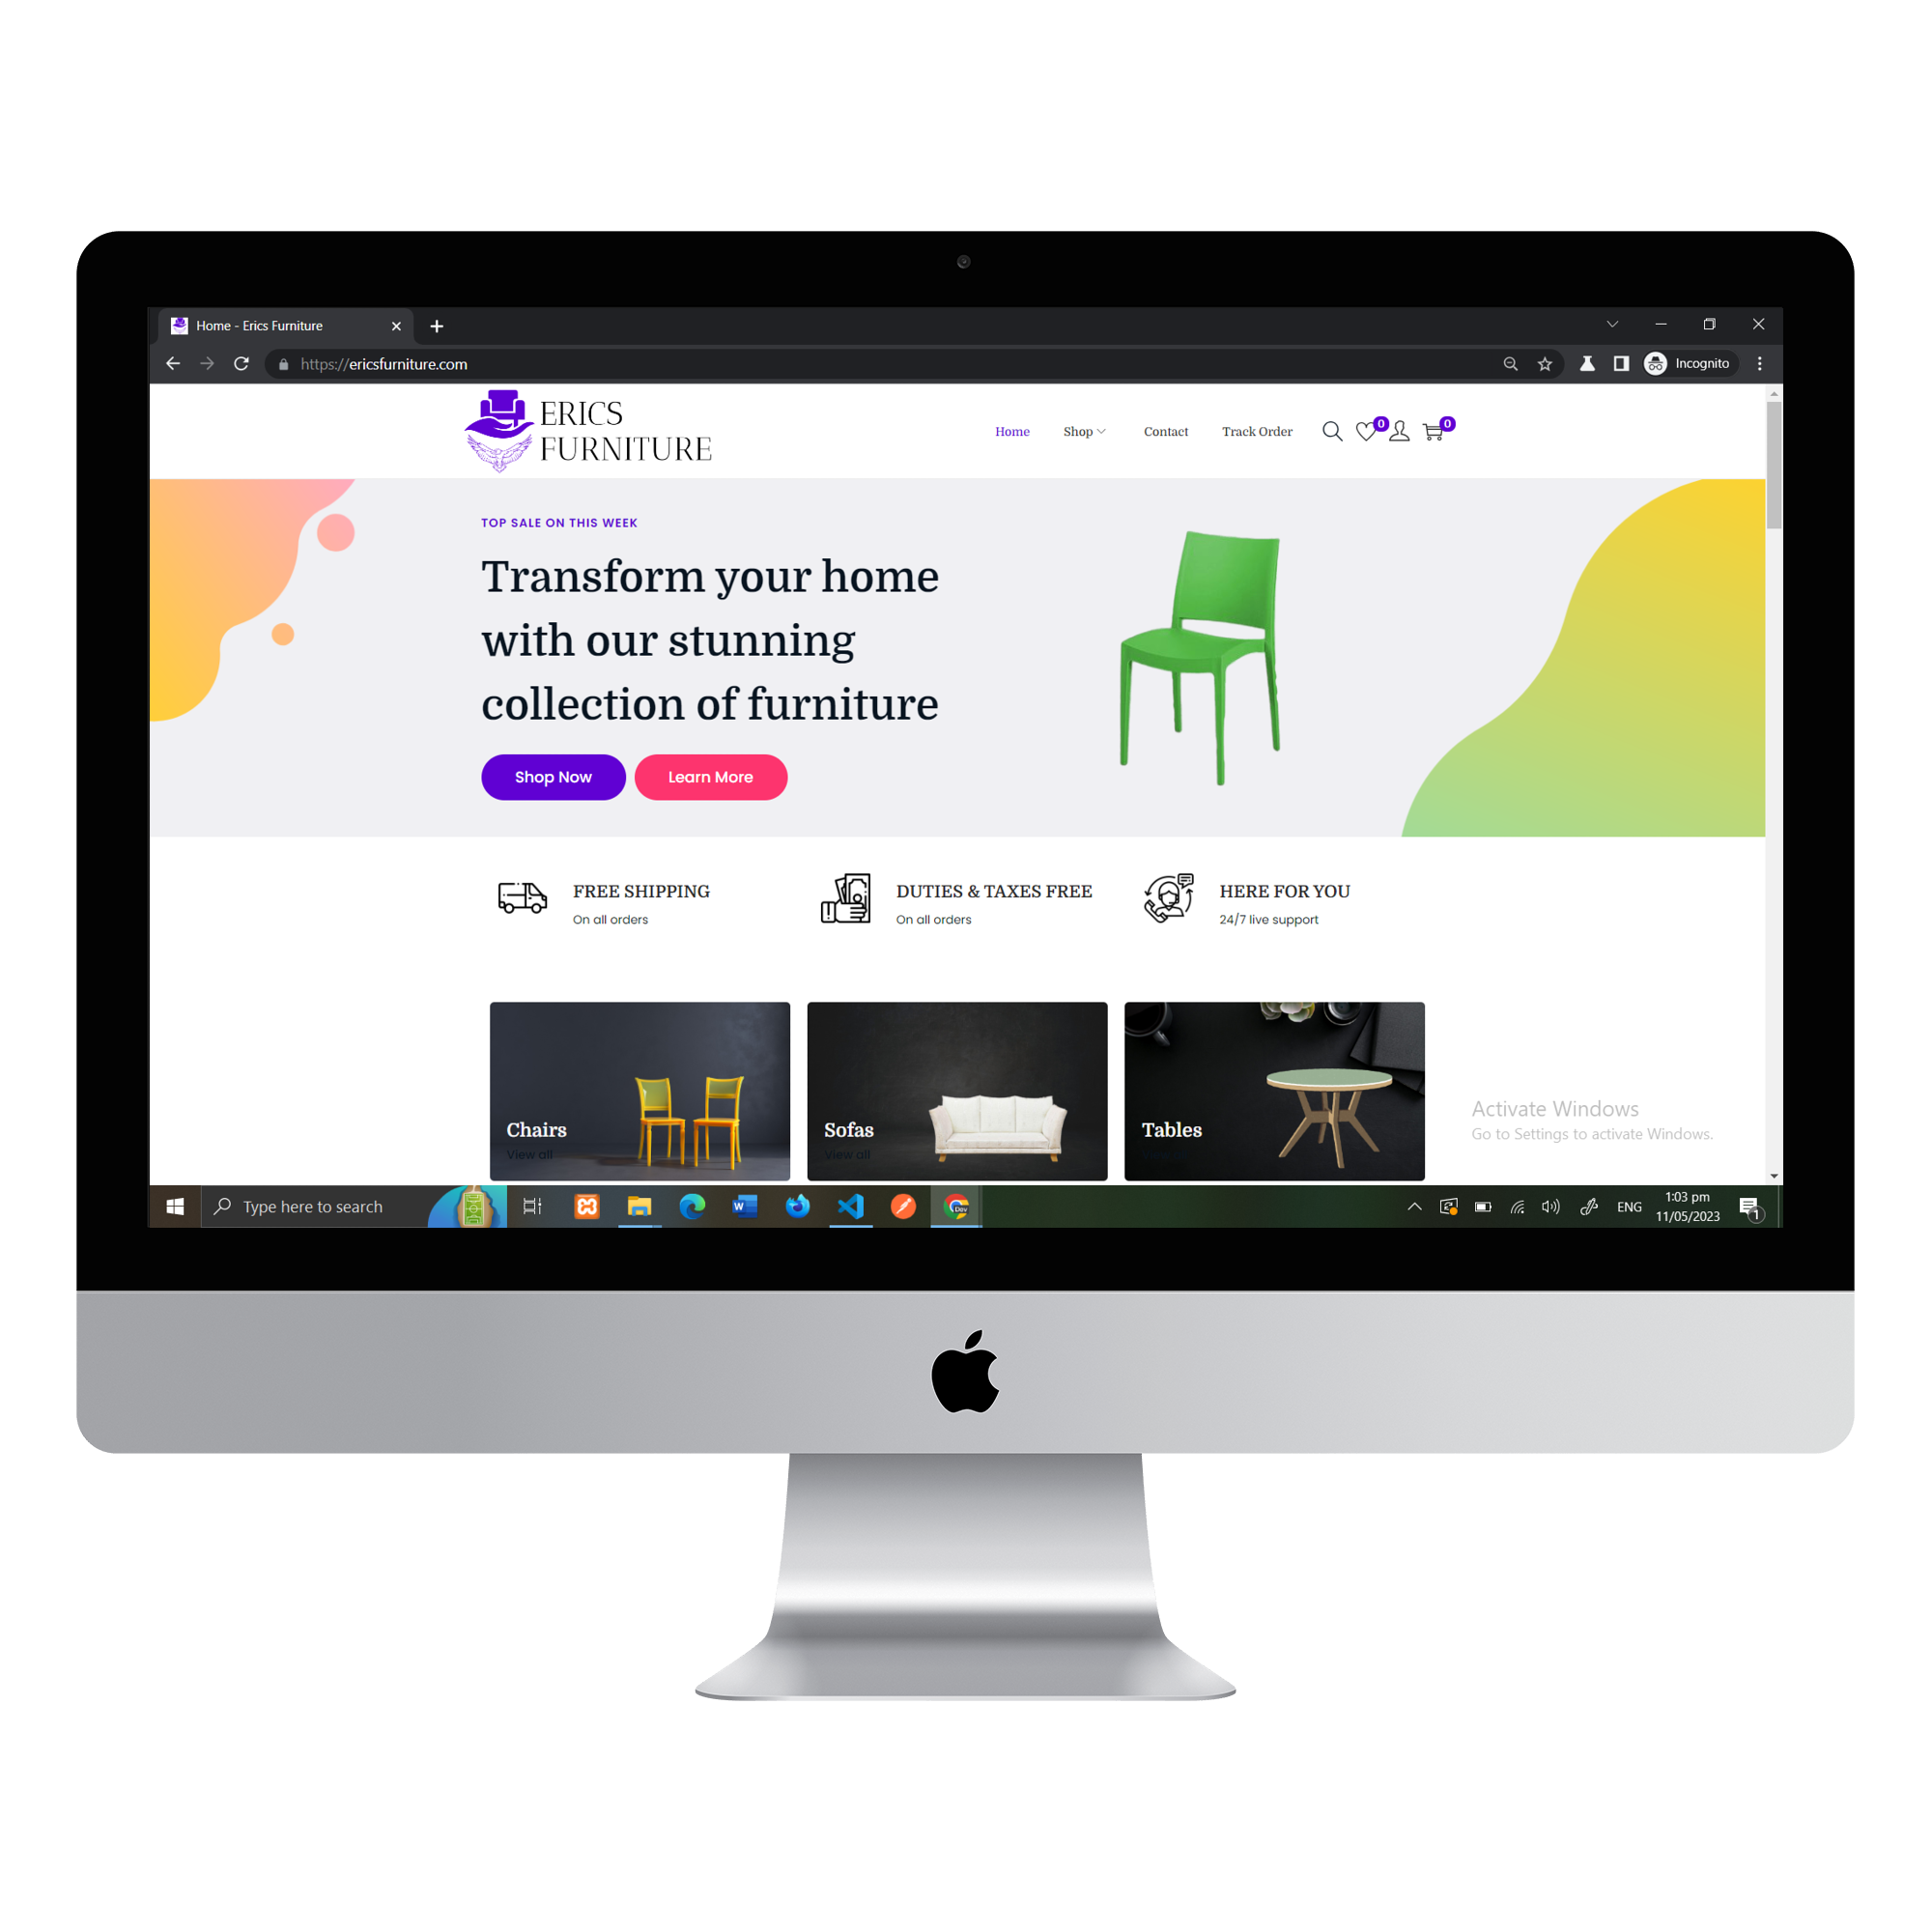 Home - Erics Furniture
https://ericsfurniture.com
Incognito
ERICS
FURNITURE
Home
Shop
Contact
Track Order
0
0
TOP SALE ON THIS WEEK
Transform your home
with our stunning
collection of furniture
Shop Now
Learn More
FREE SHIPPING
On all orders
DUTIES & TAXES FREE
On all orders
HERE FOR YOU
24/7 live support
Chairs
View all
Sofas
View all
Tables
Activate Windows
Go to Settings to activate Windows.
Type here to search
W
Dev
ENG
1:03 pm
11/05/2023
1